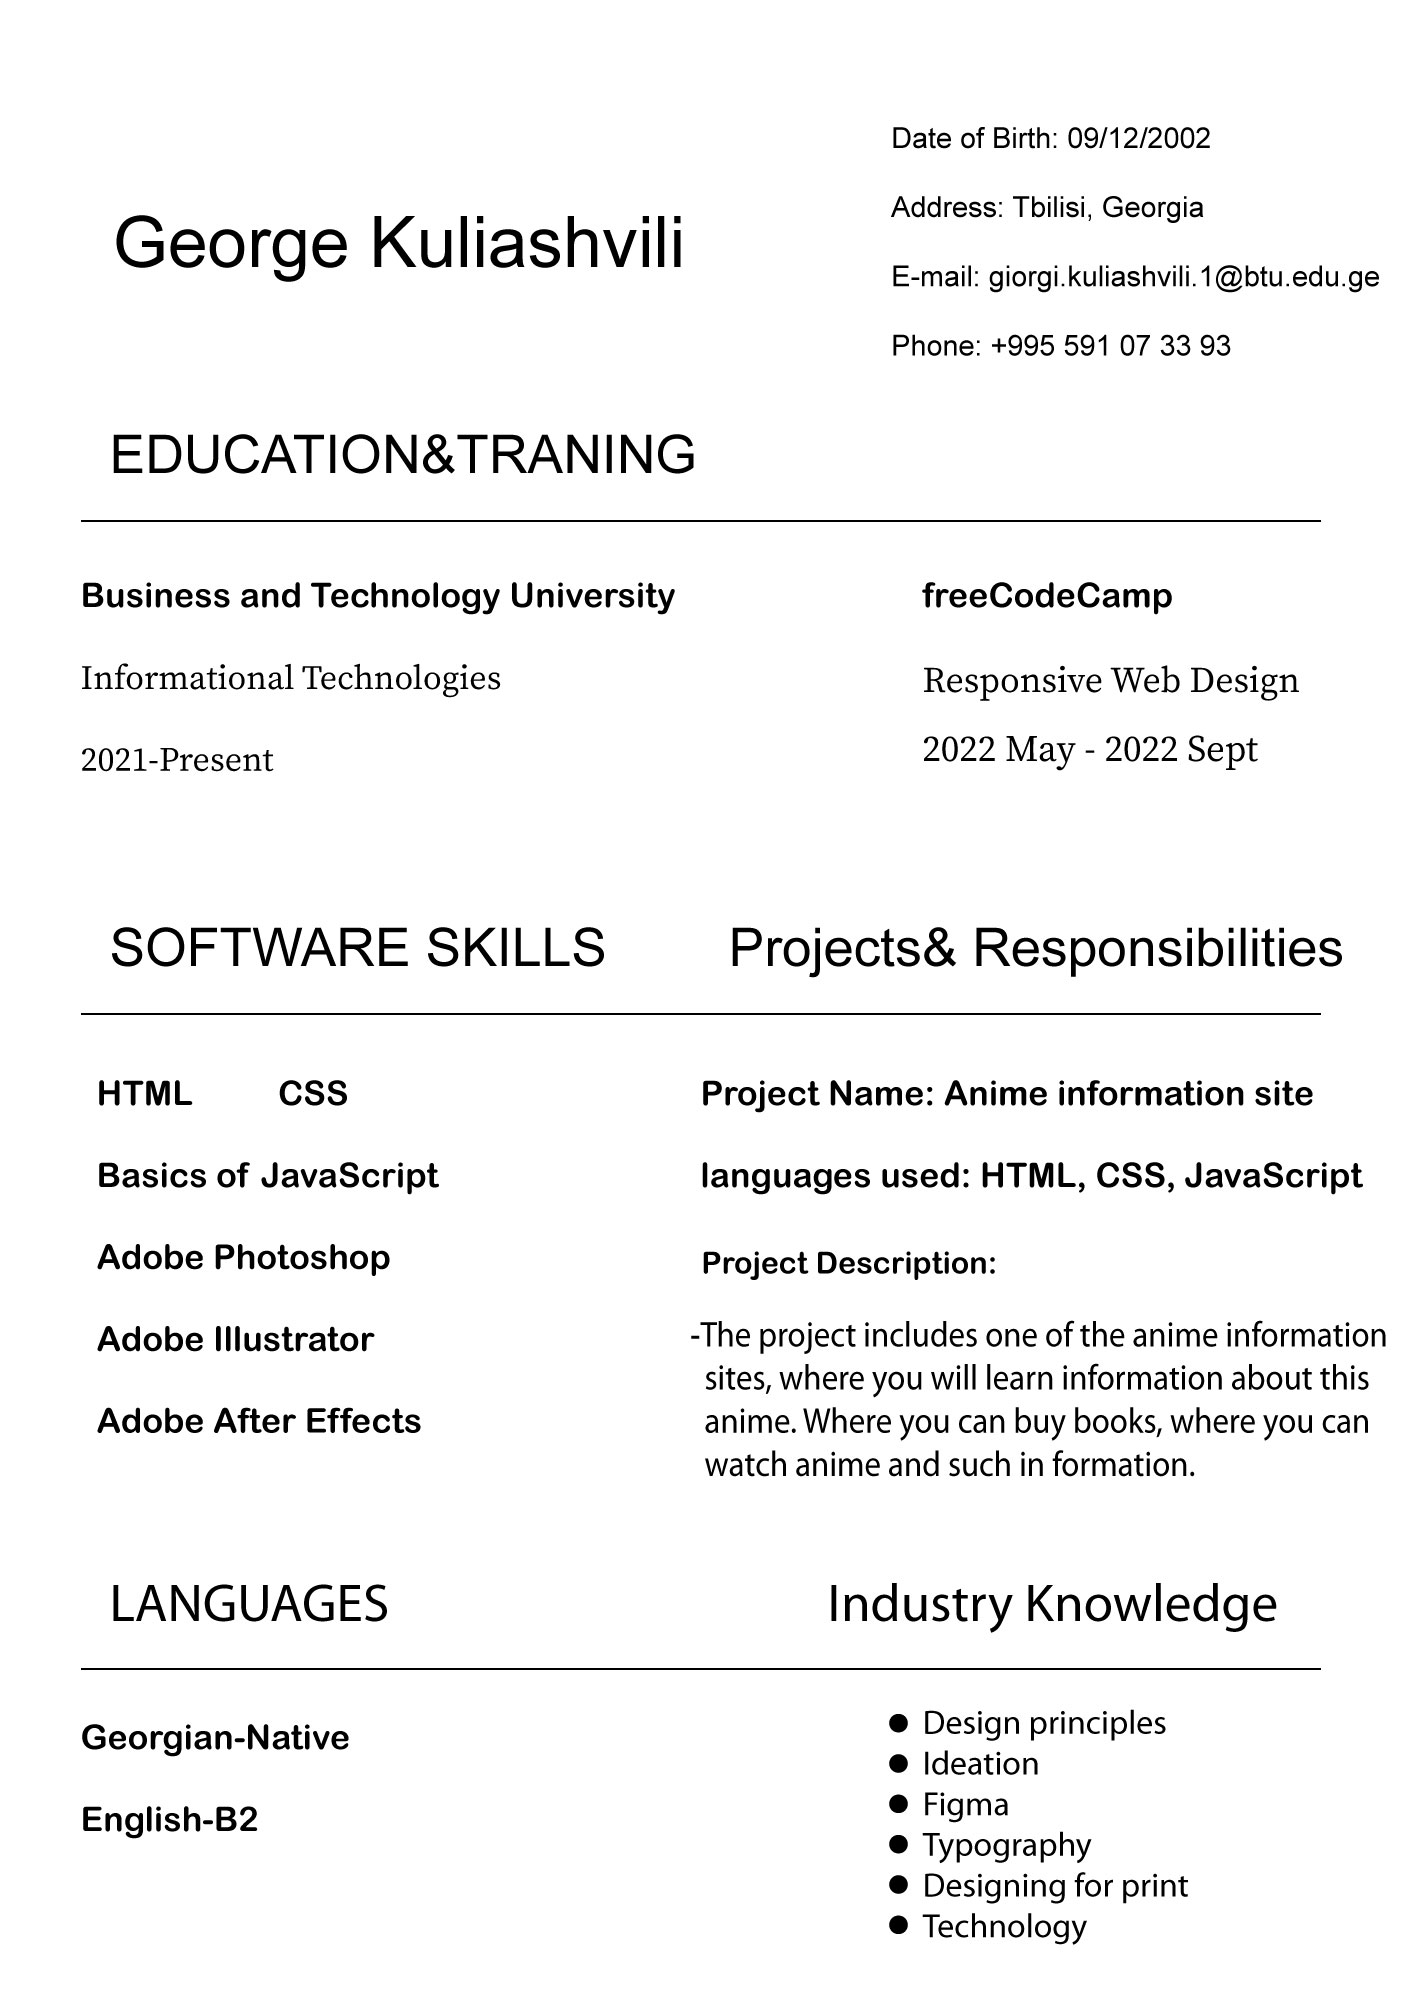 George Kuliashvili
Date of Birth: 09/12/2002
Address: Tbilisi, Georgia
E-mail: giorgi.kuliashvili.1@btu.edu.ge
Phone: +995 591 07 33 93
EDUCATION&TRANING
Business and Technology University
Informational Technologies
2021-Present
freeCodeCamp
Responsive Web Design
2022 May - 2022 Sept
SOFTWARE SKILLS
HTML CSS
Basics of JavaScript
Adobe Photoshop
Adobe Illustrator
Adobe After Effects
Projects& Responsibilities
Project Name: Anime information site
languages used: HTML, CSS, JavaScript
Project Description:
-The project includes one of the anime information
sites, where you will learn information about this
anime. Where you can buy books, where you can
watch anime and such in formation.
LANGUAGES
Georgian-Native
English-B2
Industry Knowledge
● Design principles
● Ideation
● Figma
● Typography
● Designing for print
● Technology